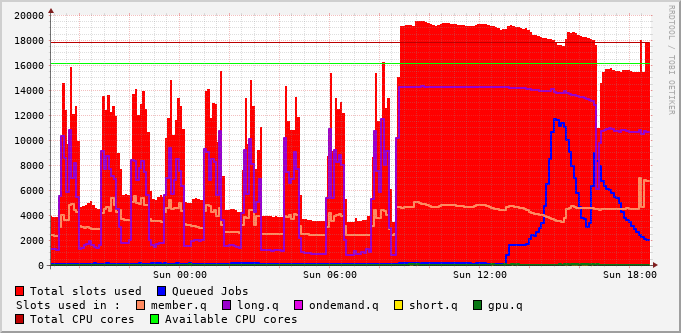 20000
18000
16000
14000
12000
10000
8000
6000
4000
2000
0
Sun 00:00 Sun 06:00 Sun 12:00 Sun 18:00
RRDTOOL / TOBI OETIKER
Total slots used Queued Jobs
Slots used in : member.q long.q ondemand.q short.q gpu.q
Total CPU cores Available CPU cores